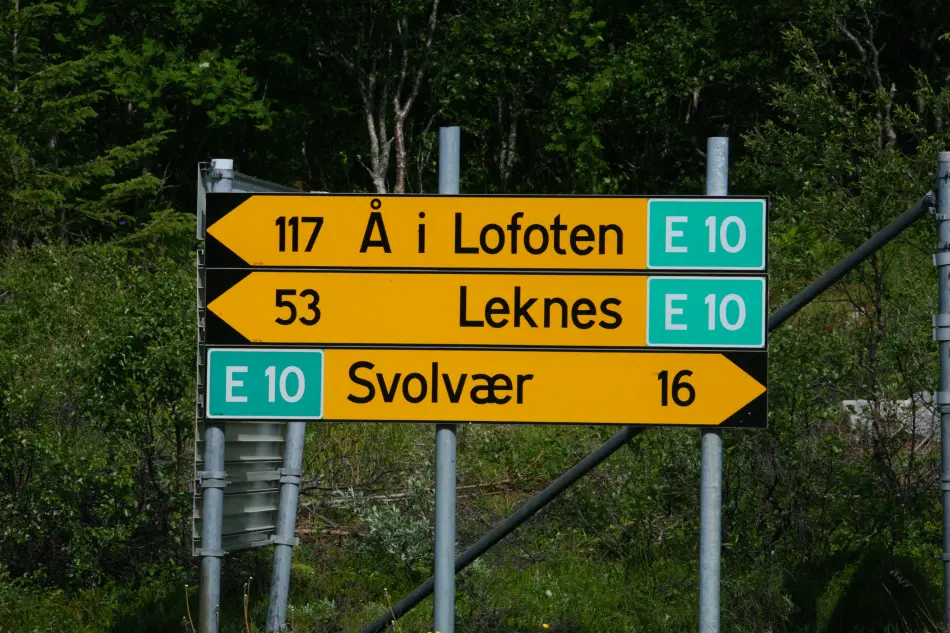 117 Å i Lofoten E 10
53 Leknes E 10
E 10 Svolvær 16